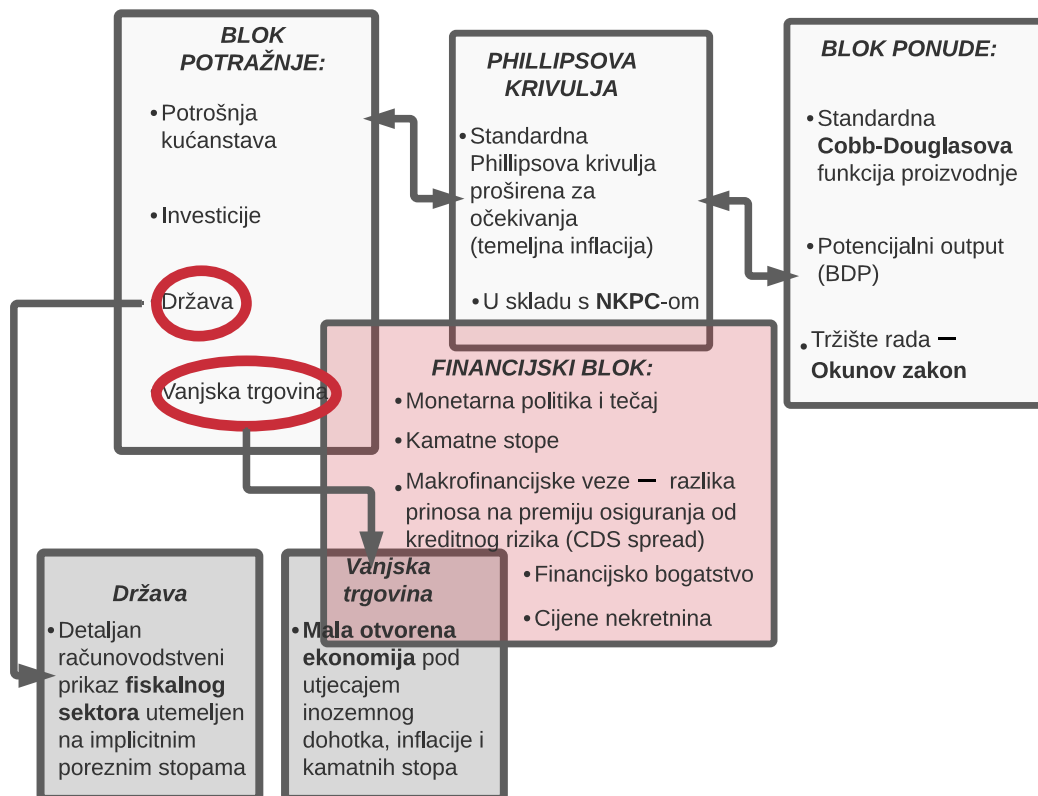 BLOK
POTRAŽNJE:
• Potrošnja
kućanstava
• Investicije
• Država
• Vanjska trgovina
PHILLIPSOVA
KRIVULJA
• Standardna
Phillipsova krivulja
proširena za
očekivanja
(temeljna inflacija)
• U skladu s NKPC-om
BLOK PONUDE:
• Standardna
Cobb-Douglasova
funkcija proizvodnje
• Potencijalni output
(BDP)
• Tržište rada –
Okunov zakon
FINANCIJSKI BLOK:
• Monetarna politika i tečaj
• Kamatne stope
• Makrofinancijske veze – razlika
prinosa na premiju osiguranja od
kreditnog rizika (CDS spread)
• Financijsko bogatstvo
• Cijene nekretnina
Država
• Detaljan
računovodstveni
prikaz fiskalnog
sektora utemeljen
na implicitnim
poreznim stopama
Vanjska
trgovina
• Mala otvorena
ekonomija pod
utjecajem
inozemnog
dohotka, inflacije i
kamatnih stopa